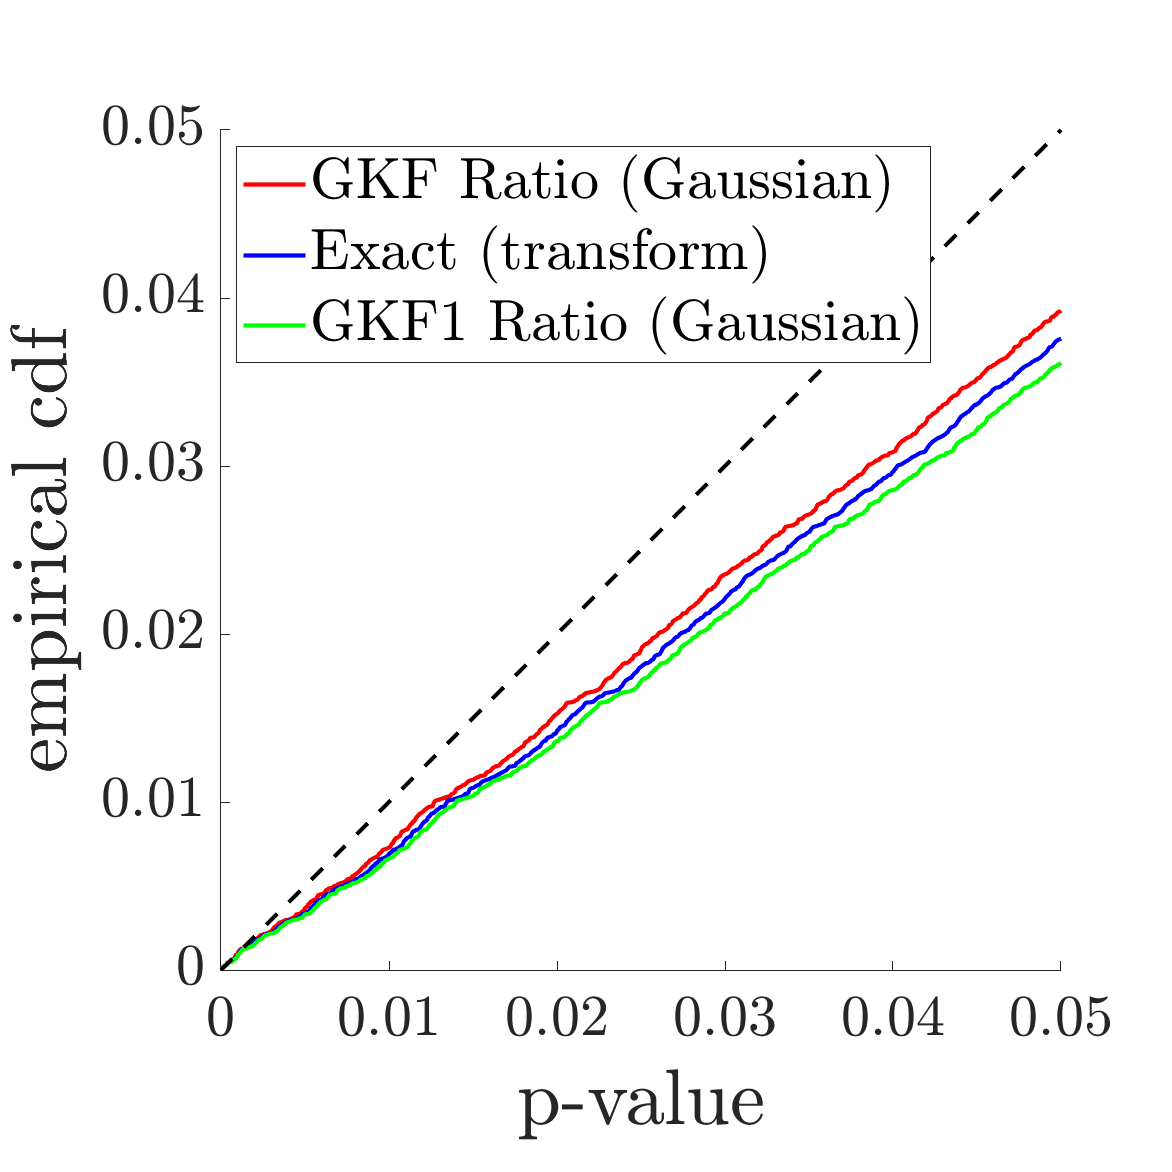 0.05
GKF Ratio (Gaussian)
Exact (transform)
0.04
GKF1 Ratio (Gaussian)
0.03
0.02
0.01
0
empirical cdf
0 0.01 0.02 0.03 0.04 0.05
p-value